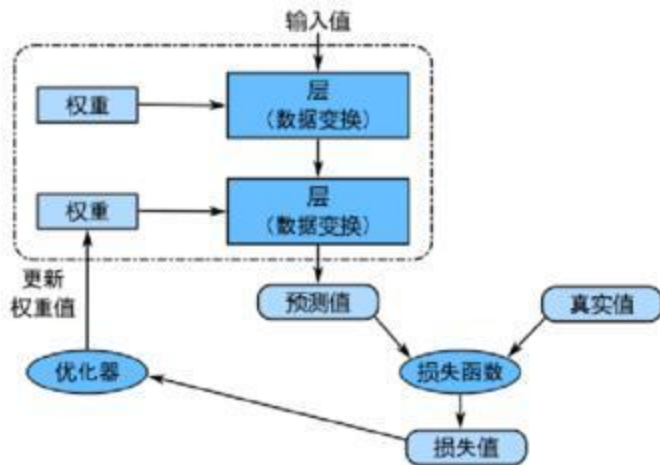 输入值
权重
层
（数据变换）
权重
层
（数据变换）
更新
权重值
预测值
真实值
优化器
损失函数
损失值